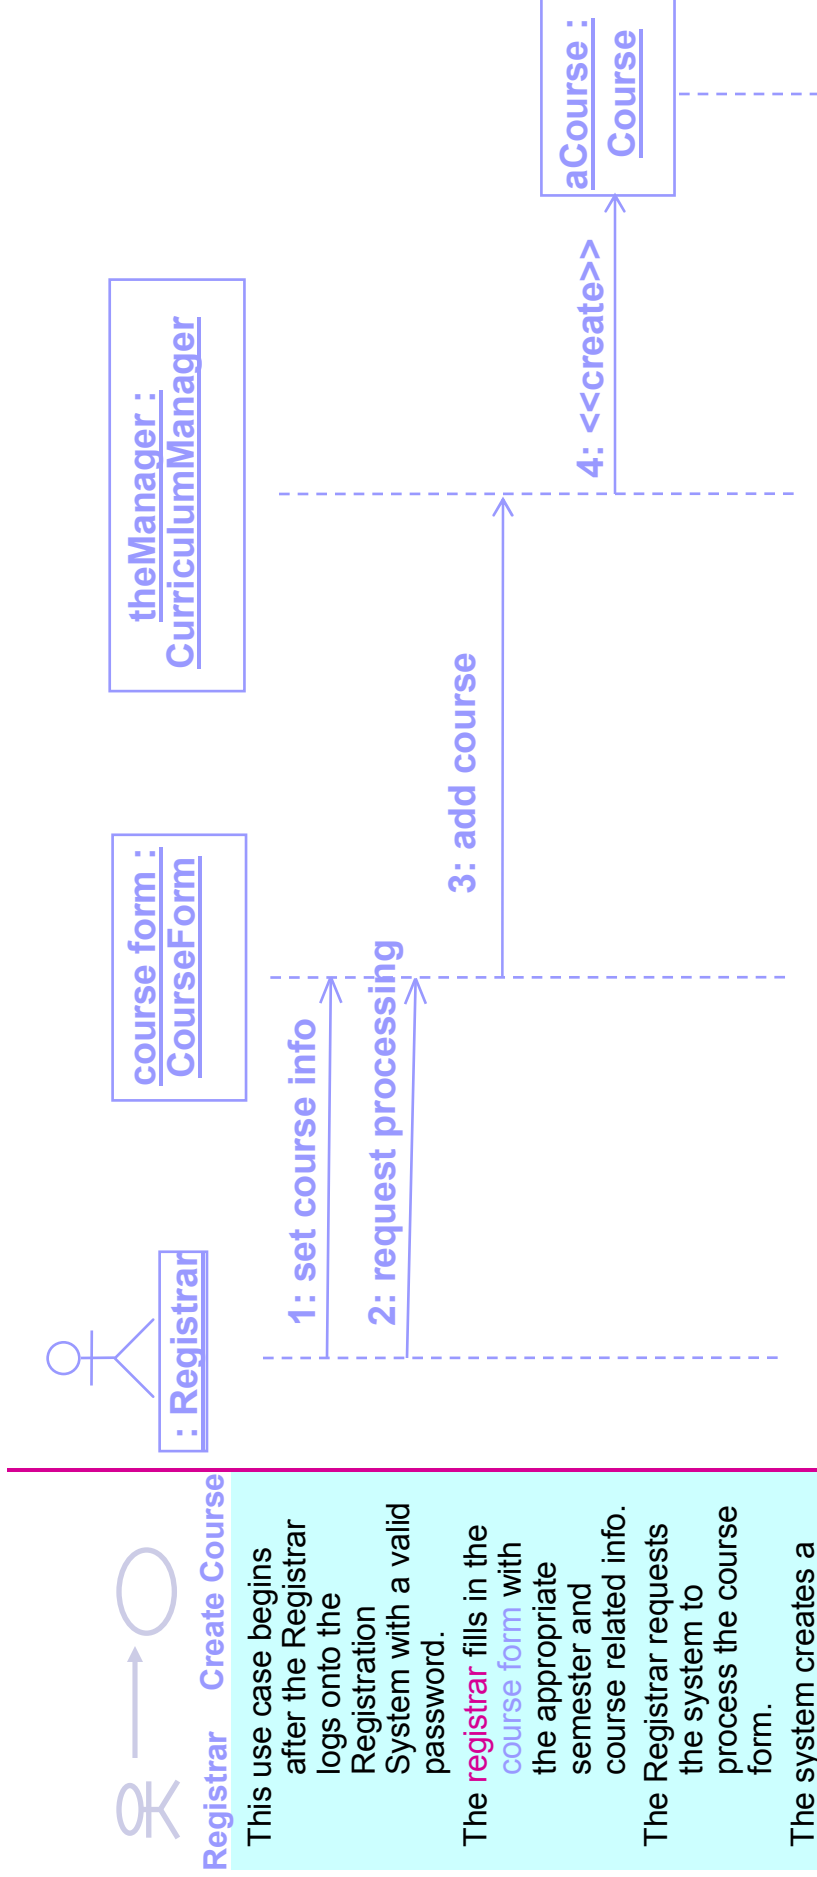 Registrar Create Course
This use case begins
after the Registrar
logs onto the
Registration
System with a valid
password.
The registrar fills in the
course form with
the appropriate
semester and
course related info.
The Registrar requests
the system to
process the course
form.
The system creates a
: Registrar
course form :
CourseForm
theManager :
CurriculumManager
aCourse :
Course
1: set course info
2: request processing
3: add course
4: <<create>>